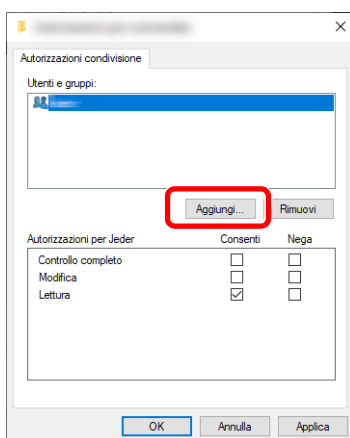 Autorizzazioni condivisione
Utenti e gruppi:
Aggiungi...
Rimuovi
Autorizzazioni per Jeder
Consenti
Nega
Controllo completo
Modifica
Lettura
OK
Annulla
Applica